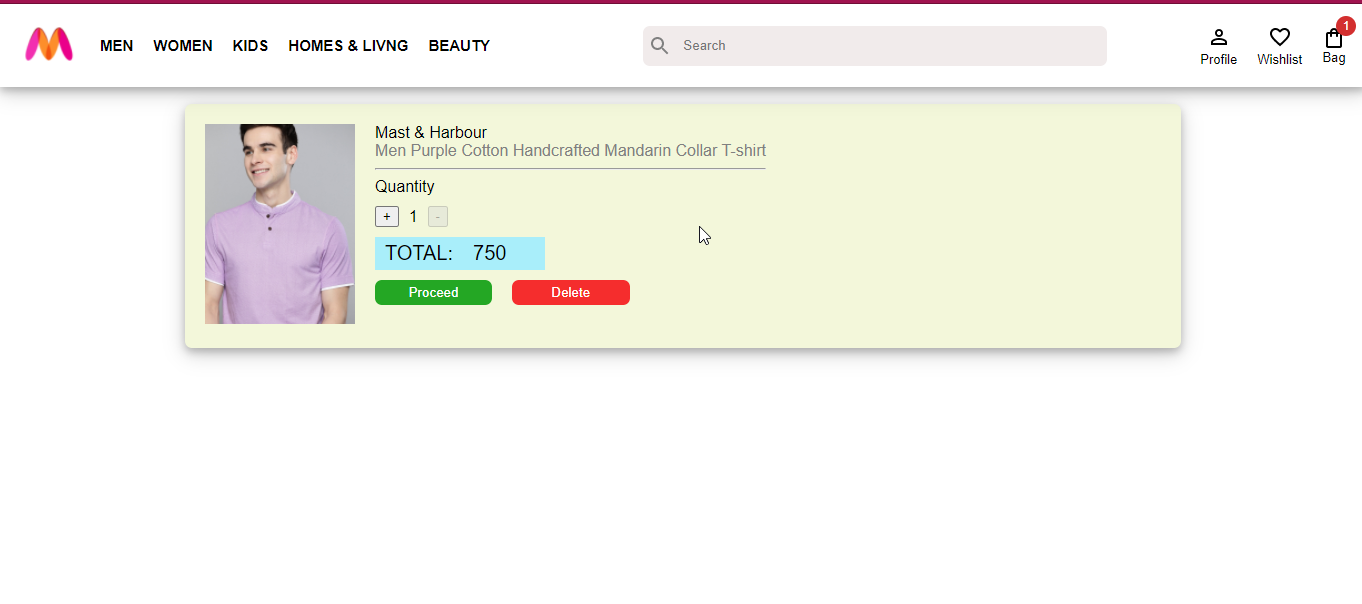 MEN WOMEN KIDS HOMES & LIVNG BEAUTY Search Profile Wishlist 1 Bag
Mast & Harbour
Men Purple Cotton Handcrafted Mandarin Collar T-shirt
Quantity
+ 1 -
TOTAL: 750
Proceed Delete